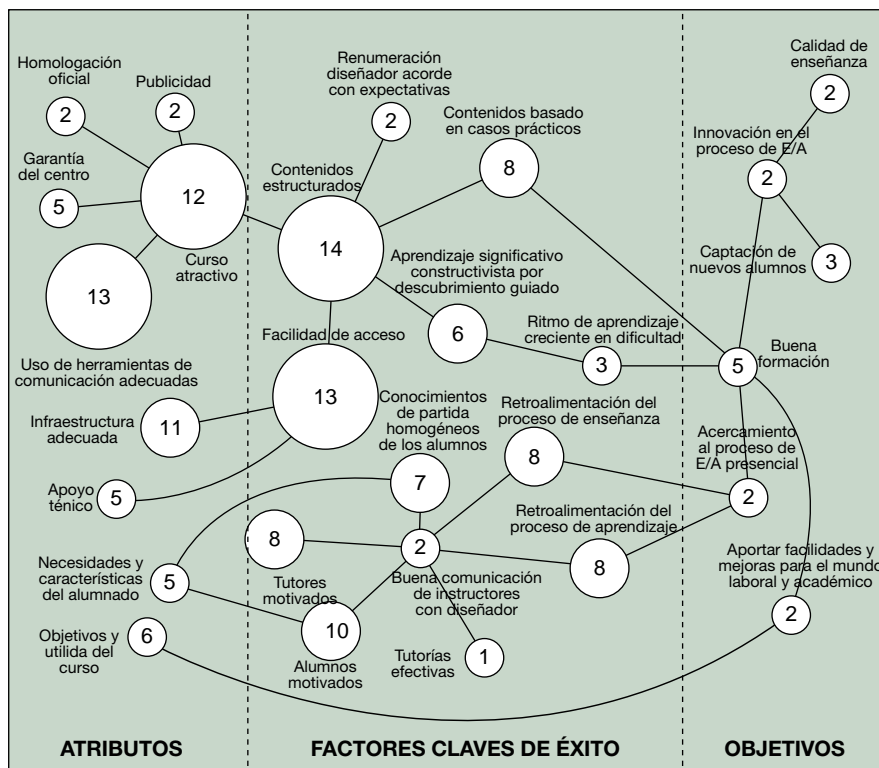 Homologación
oficial
2
Publicidad
2
Garantía
del centro
5
12
Curso
atractivo
13
Uso de herramientas de
comunicación adecuadas
Infraestructura
adecuada
11
Apoyo
ténico
5
Necesidades y
características
del alumnado
5
Objetivos y
utilida del
curso
6
Renumeración
diseñador acorde
con expectativas
2
Contenidos basado
en casos prácticos
8
Contenidos
estructurados
14
Aprendizaje significativo
constructivista por
descubrimiento guiado
6
Ritmo de aprendizaje
creciente en dificultad
3
Facilidad de acceso
13
Conocimientos
de partida
homogéneos
de los alumnos
7
Retroalimentación del
proceso de enseñanza
8
Retroalimentación del
proceso de aprendizaje
8
8
Tutores
motivados
2
Buena comunicación
de instructores
con diseñador
10
Alumnos
motivados
Tutorías
efectivas
1
Calidad de
enseñanza
2
Innovación en el
proceso de E/A
2
Captación de
nuevos alumnos
3
5
Buena
formación
Acercamiento
al proceso de
E/A presencial
2
Aportar facilidades y
mejoras para el mundo
laboral y académico
2
ATRIBUTOS
FACTORES CLAVES DE ÉXITO
OBJETIVOS